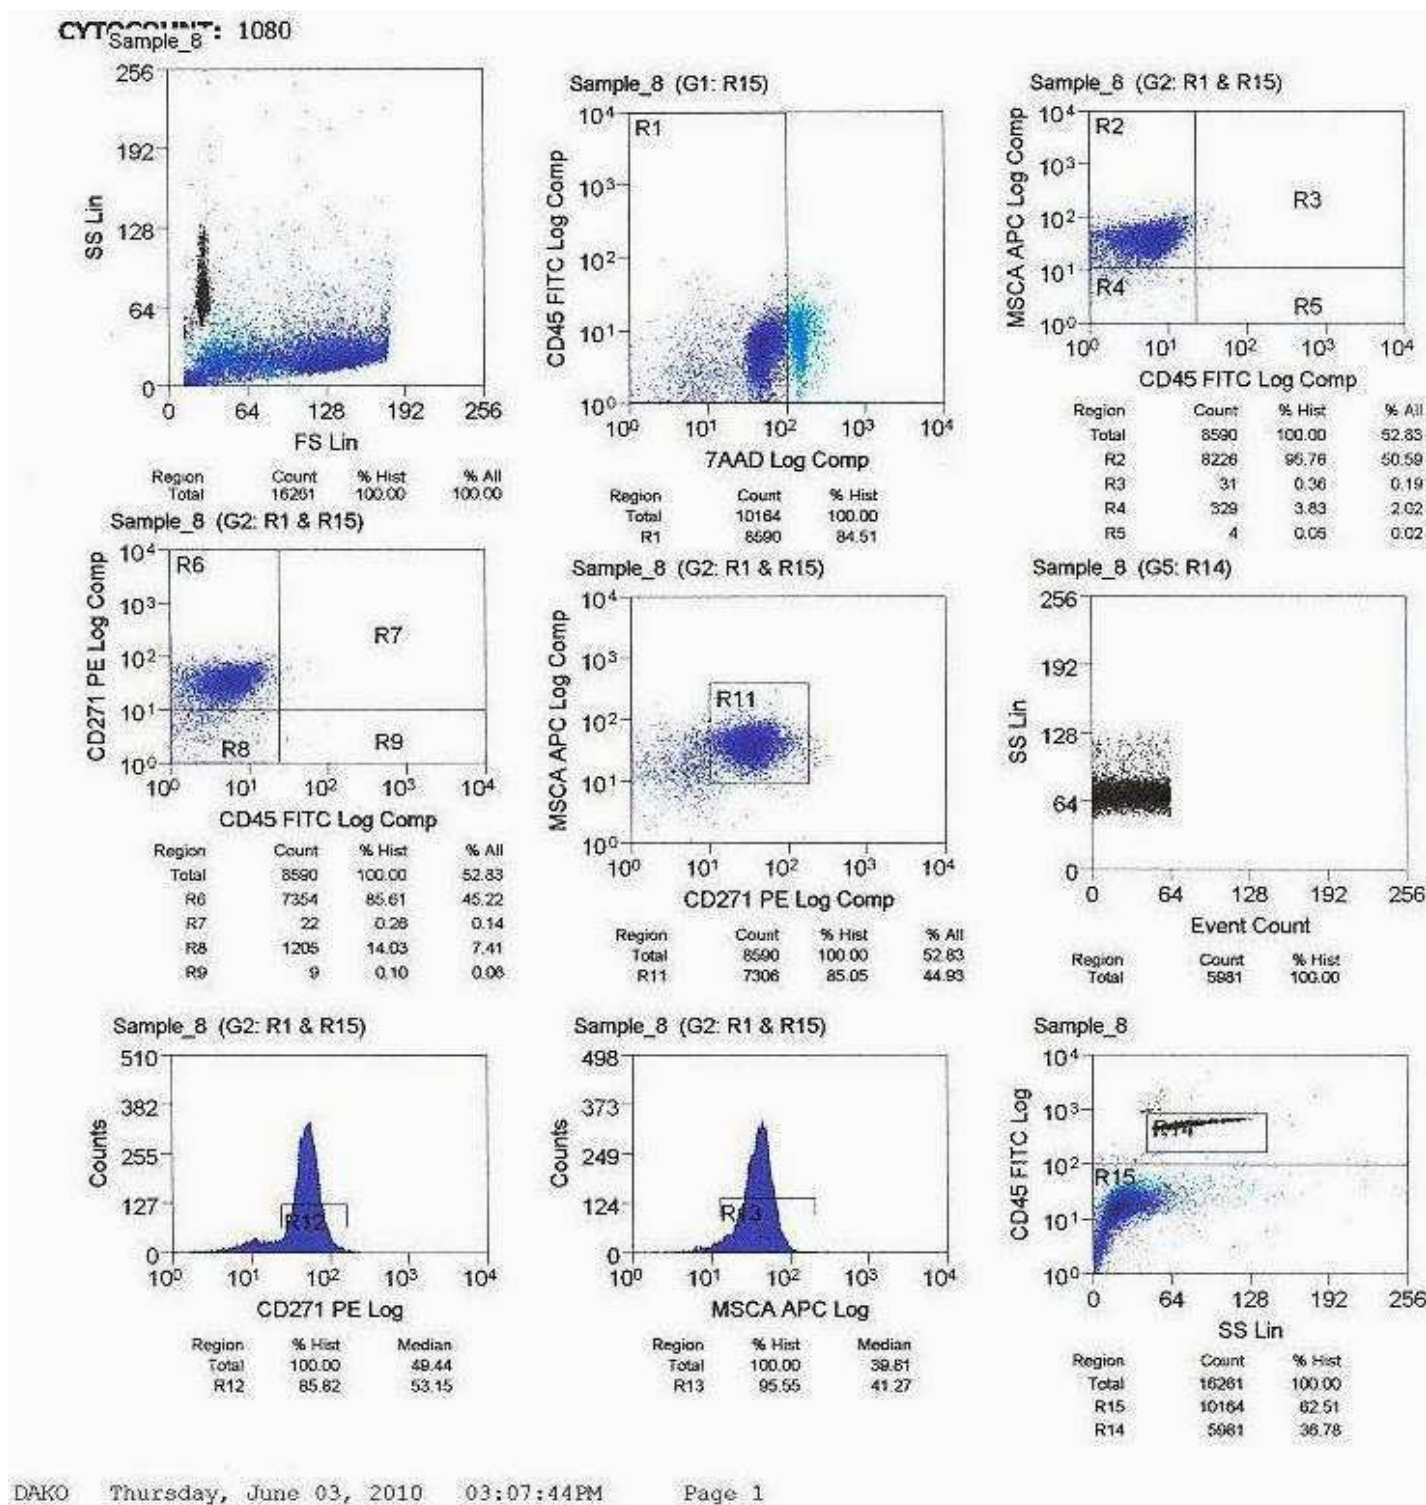 CYTOCOUNT: 1080
Sample_8
256
192
128
64
0
SS Lin
0 64 128 192 256
FS Lin
Region Count % Hist % All
Total 16261 100.00 100.00
Sample_8 (G1: R15)
R1
10⁴
10³
10²
10¹
10⁰
CD45 FITC Log Comp
10⁰ 10¹ 10² 10³ 10⁴
7AAD Log Comp
Region Count % Hist
Total 10164 100.00
R1 8590 84.51
Sample_8 (G2: R1 & R15)
R2
R3
R4
R5
10⁴
10³
10²
10¹
10⁰
MSCA APC Log Comp
10⁰ 10¹ 10² 10³ 10⁴
CD45 FITC Log Comp
Region Count % Hist % All
Total 8590 100.00 52.83
R2 8226 95.76 50.59
R3 31 0.36 0.19
R4 329 3.83 2.02
R5 4 0.05 0.02
Sample_8 (G2: R1 & R15)
R6
R7
R8
R9
10⁴
10³
10²
10¹
10⁰
CD271 PE Log Comp
10⁰ 10¹ 10² 10³ 10⁴
CD45 FITC Log Comp
Region Count % Hist % All
Total 8590 100.00 52.83
R6 7354 85.61 45.22
R7 22 0.26 0.14
R8 1205 14.03 7.41
R9 9 0.10 0.06
Sample_8 (G2: R1 & R15)
R11
10⁴
10³
10²
10¹
10⁰
MSCA APC Log Comp
10⁰ 10¹ 10² 10³ 10⁴
CD271 PE Log Comp
Region Count % Hist % All
Total 8590 100.00 52.83
R11 7306 85.05 44.93
Sample_8 (G5: R14)
256
192
128
64
0
SS Lin
0 64 128 192 256
Event Count
Region Count % Hist
Total 5981 100.00
Sample_8 (G2: R1 & R15)
510
382
255
127
0
Counts
R12
10⁰ 10¹ 10² 10³ 10⁴
CD271 PE Log
Region % Hist Median
Total 100.00 49.44
R12 85.62 53.15
Sample_8 (G2: R1 & R15)
498
373
249
124
0
Counts
R13
10⁰ 10¹ 10² 10³ 10⁴
MSCA APC Log
Region % Hist Median
Total 100.00 39.61
R13 95.55 41.27
Sample_8
10⁴
10³
10²
10¹
10⁰
CD45 FITC Log
R14
R15
0 64 128 192 256
SS Lin
Region Count % Hist
Total 16261 100.00
R15 10164 62.51
R14 5981 36.78
DAKO Thursday, June 03, 2010 03:07:44PM Page 1